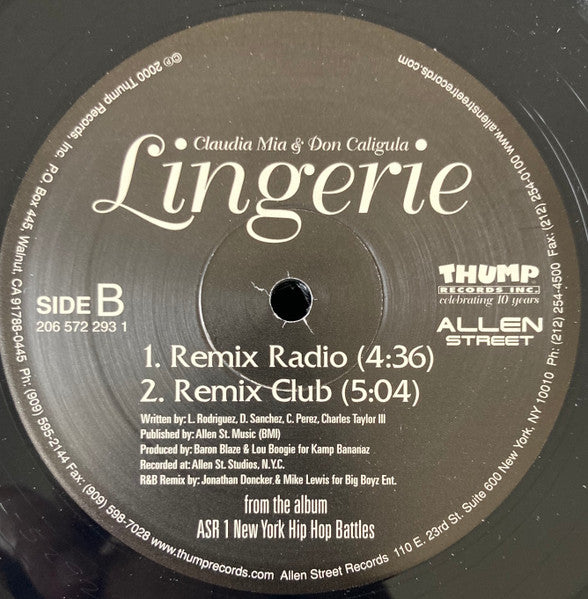 Claudia Mia & Don Caligula
Lingerie
THUMP
RECORDS INC.
celebrating 10 years
ALLEN
STREET
SIDE B
206 572 293 1
1. Remix Radio (4:36)
2. Remix Club (5:04)
Written by: L. Rodriguez, D. Sanchez, C. Perez, Charles Taylor III
Published by: Allen St. Music (BMI)
Produced by: Baron Blaze & Lou Boogie for Kamp Bananaz
Recorded at: Allen St. Studios, N.Y.C.
R&B Remix by: Jonathan Doncker & Mike Lewis for Big Boyz Ent.
from the album
ASR 1 New York Hip Hop Battles
©℗ 2000 Thump Records, Inc. P.O. Box 445, Walnut, CA 91788-0445 Ph: (909) 595-2144 Fax: (909) 598-7028 www.thumprecords.com
Allen Street Records 110 E. 23rd St. Suite 600 New York, NY 10010 Ph: (212) 254-4500 Fax: (212) 254-0100 www.allenstreetrecords.com